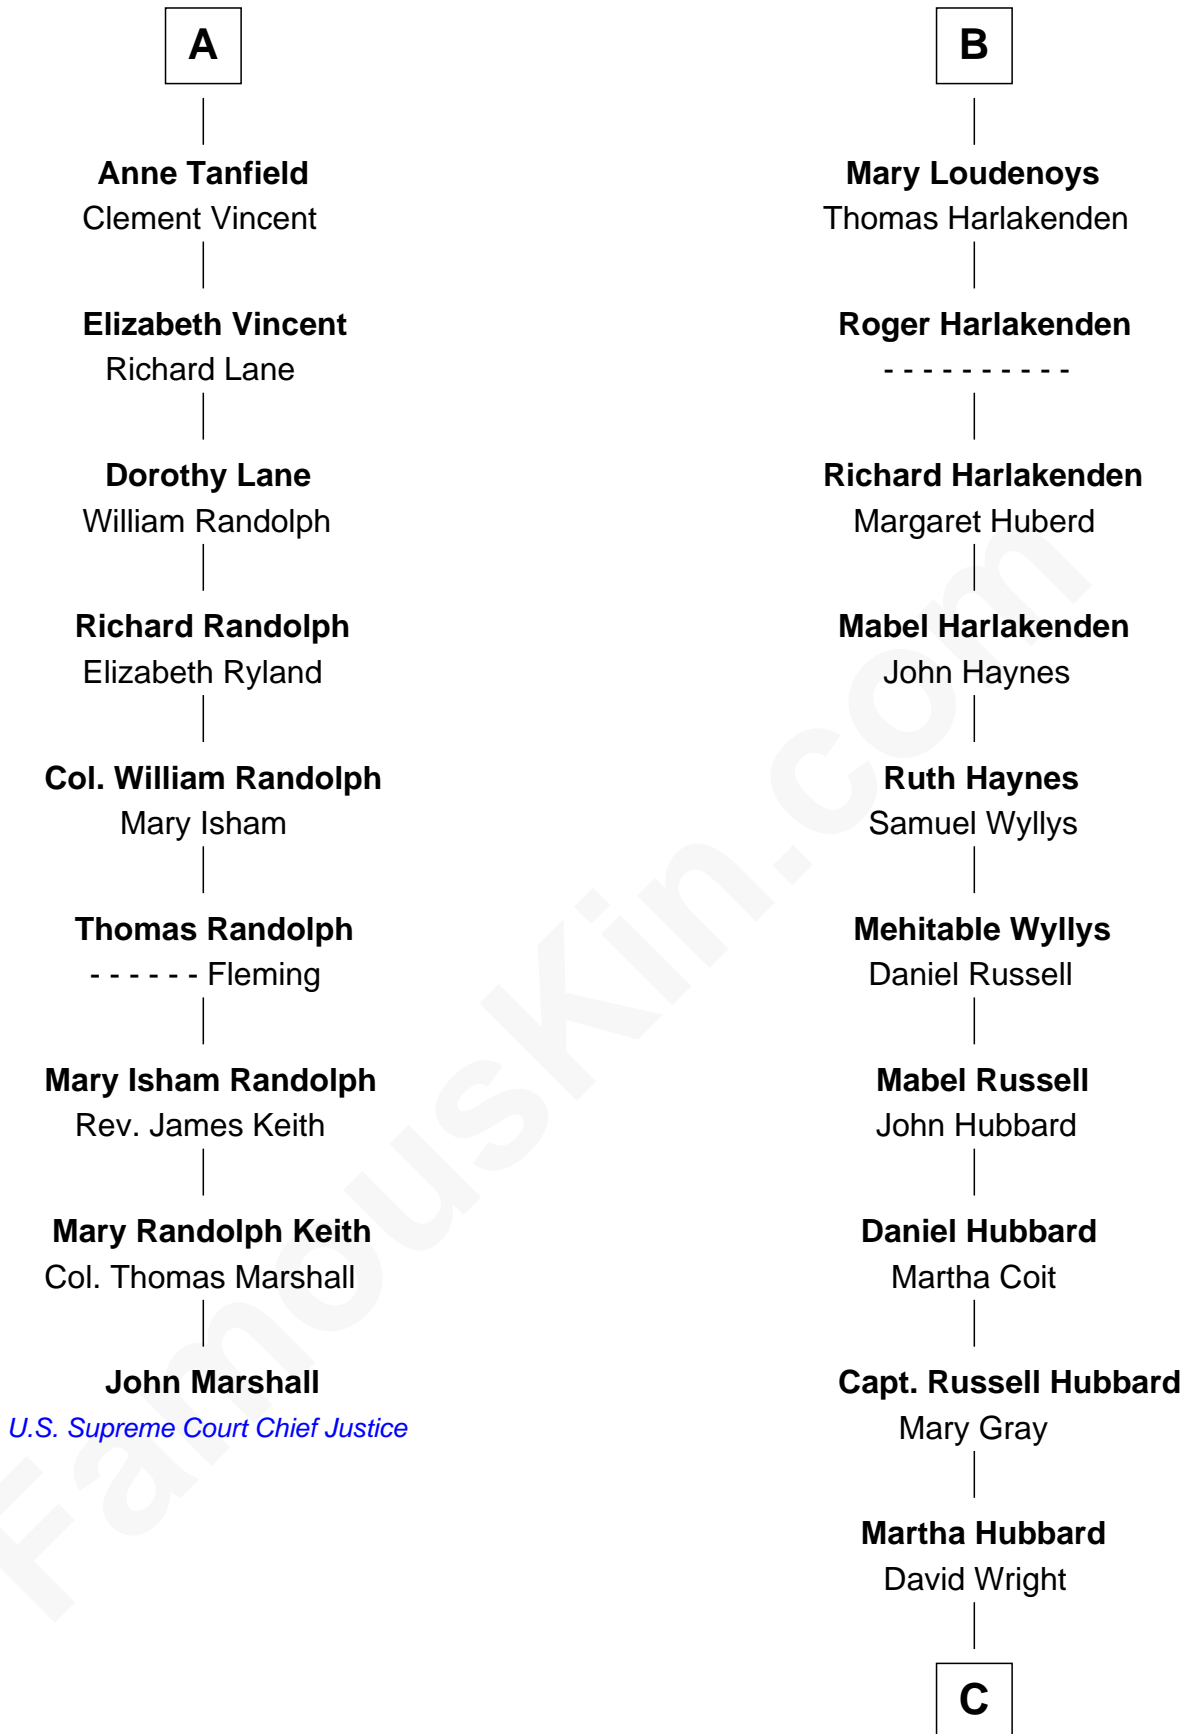 A
Anne Tanfield
Clement Vincent
Elizabeth Vincent
Richard Lane
Dorothy Lane
William Randolph
Richard Randolph
Elizabeth Ryland
Col. William Randolph
Mary Isham
Thomas Randolph
- - - - - - Fleming
Mary Isham Randolph
Rev. James Keith
Mary Randolph Keith
Col. Thomas Marshall
John Marshall
U.S. Supreme Court Chief Justice
B
Mary Loudenoys
Thomas Harlakenden
Roger Harlakenden
- - - - - - - - - -
Richard Harlakenden
Margaret Huberd
Mabel Harlakenden
John Haynes
Ruth Haynes
Samuel Wyllys
Mehitable Wyllys
Daniel Russell
Mabel Russell
John Hubbard
Daniel Hubbard
Martha Coit
Capt. Russell Hubbard
Mary Gray
Martha Hubbard
David Wright
C
FamousKin.com